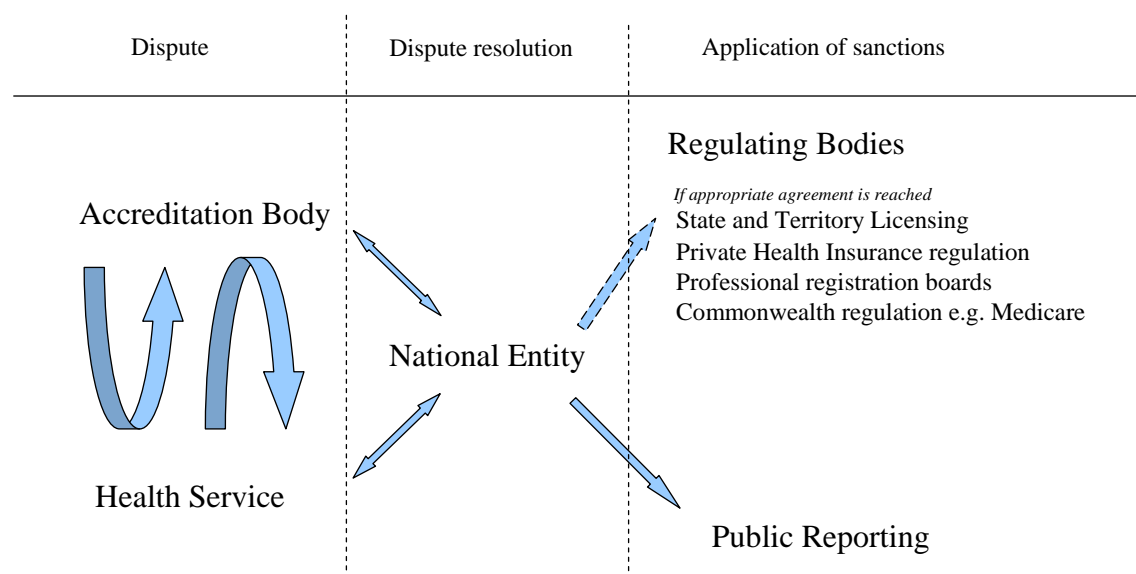 Dispute
Dispute resolution
Application of sanctions
Regulating Bodies
If appropriate agreement is reached
State and Territory Licensing
Private Health Insurance regulation
Professional registration boards
Commonwealth regulation e.g. Medicare
Accreditation Body
National Entity
Health Service
Public Reporting